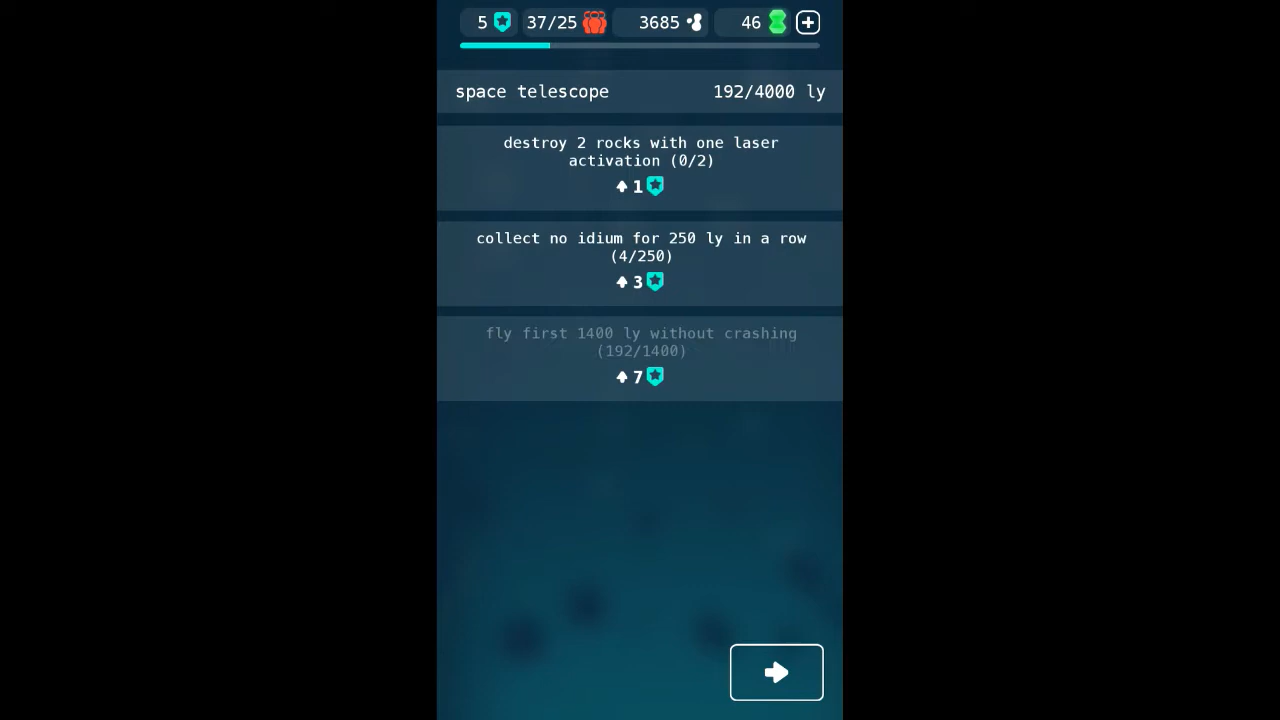 5 37/25 3685 46
space telescope 192/4000 ly
destroy 2 rocks with one laser
activation (0/2)
1
collect no idium for 250 ly in a row
(4/250)
3
fly first 1400 ly without crashing
(192/1400)
7